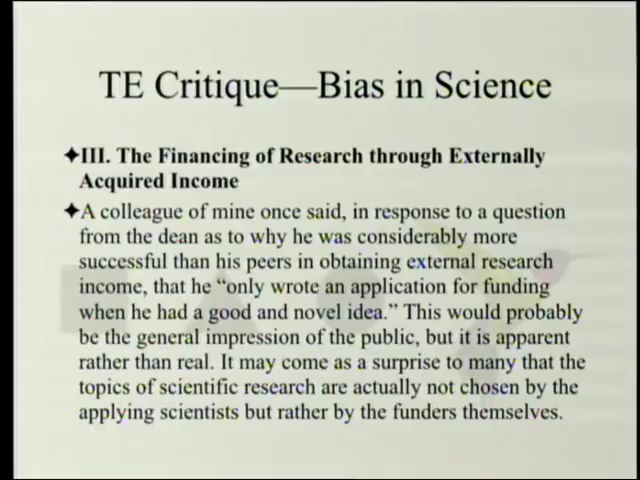 TE Critique—Bias in Science
✦III. The Financing of Research through Externally
Acquired Income
✦A colleague of mine once said, in response to a question
from the dean as to why he was considerably more
successful than his peers in obtaining external research
income, that he “only wrote an application for funding
when he had a good and novel idea.” This would probably
be the general impression of the public, but it is apparent
rather than real. It may come as a surprise to many that the
topics of scientific research are actually not chosen by the
applying scientists but rather by the funders themselves.